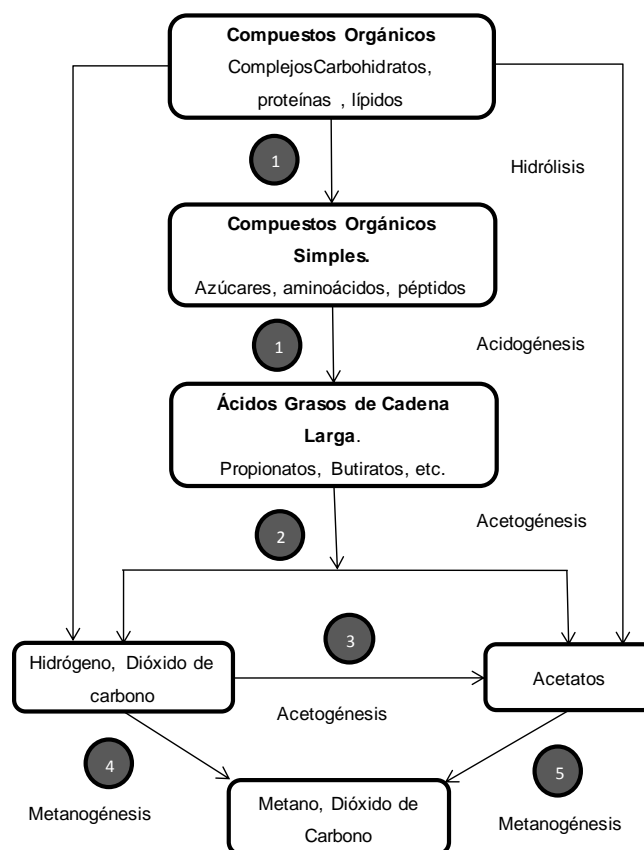 Compuestos Orgánicos
ComplejosCarbohidratos,
proteínas , lípidos
1
Hidrólisis
Compuestos Orgánicos
Simples.
Azúcares, aminoácidos, péptidos
1
Acidogénesis
Ácidos Grasos de Cadena
Larga.
Propionatos, Butiratos, etc.
2
Acetogénesis
3
Hidrógeno, Dióxido de
carbono
Acetatos
Acetogénesis
4
5
Metanogénesis
Metano, Dióxido de
Carbono
Metanogénesis